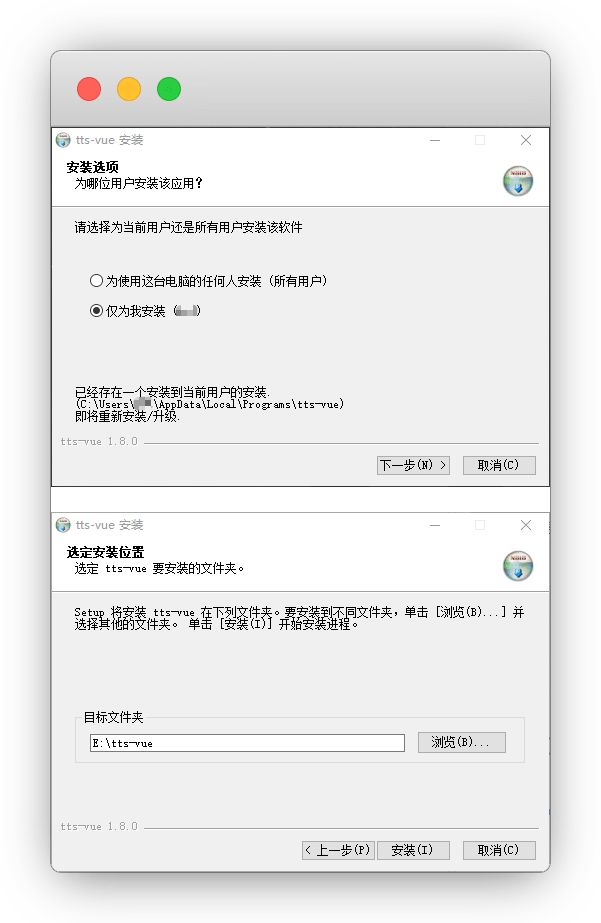 tts-vue 安装
安装选项
为哪位用户安装该应用?
请选择为当前用户还是所有用户安装该软件
为使用这台电脑的任何人安装 (所有用户)
仅为我安装 ( )
已经存在一个安装到当前用户的安装.
(C:\Users\ \AppData\Local\Programs\tts-vue)
即将重新安装/升级.
tts-vue 1.8.0
下一步(N) > 取消(C)
tts-vue 安装
选定安装位置
选定 tts-vue 要安装的文件夹。
Setup 将安装 tts-vue 在下列文件夹。要安装到不同文件夹，单击 [浏览(B)...] 并
选择其他的文件夹。 单击 [安装(I)] 开始安装进程。
目标文件夹
E:\tts-vue 浏览(B)...
tts-vue 1.8.0
< 上一步(P) 安装(I) 取消(C)